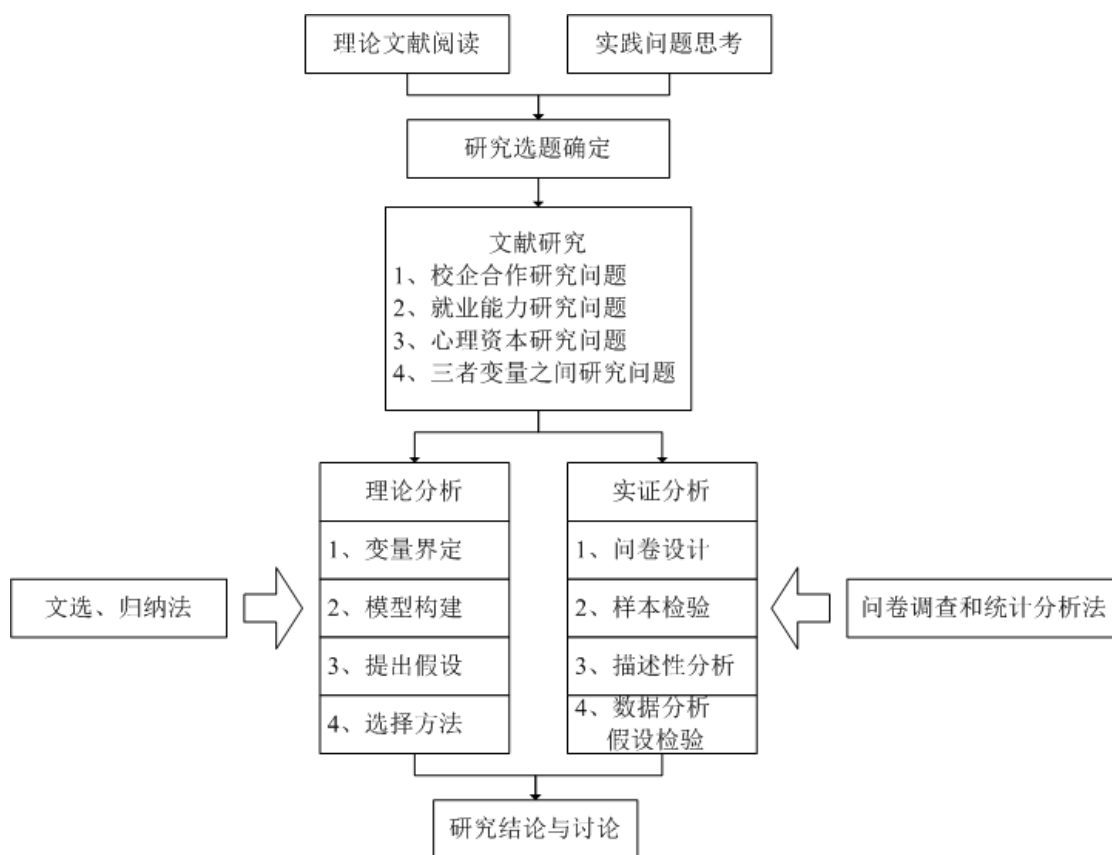 理论文献阅读
实践问题思考
研究选题确定
文献研究
1、校企合作研究问题
2、就业能力研究问题
3、心理资本研究问题
4、三者变量之间研究问题
理论分析
1、变量界定
2、模型构建
3、提出假设
4、选择方法
实证分析
1、问卷设计
2、样本检验
3、描述性分析
4、数据分析
假设检验
文选、归纳法
问卷调查和统计分析法
研究结论与讨论